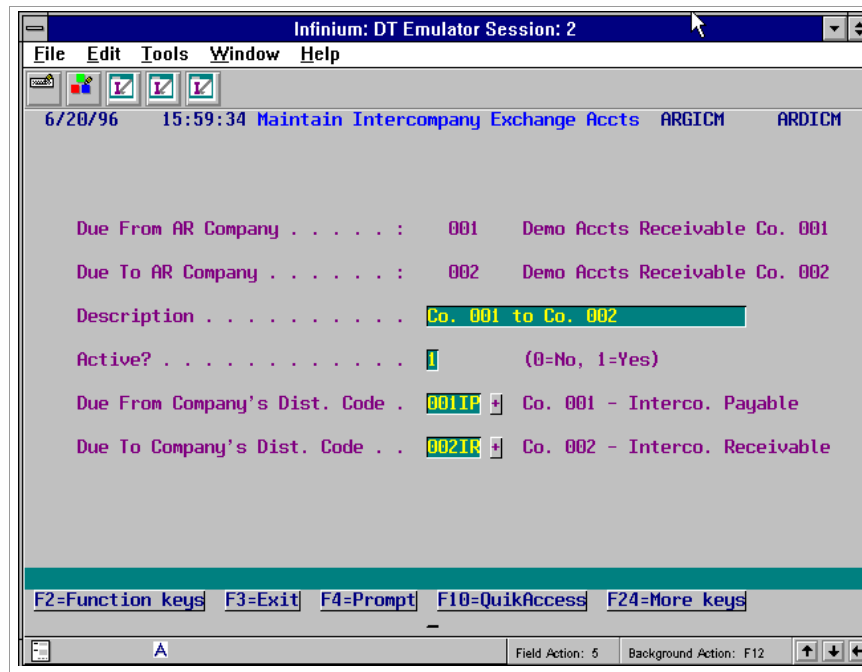 Infinium: DT Emulator Session: 2
File Edit Tools Window Help
6/20/96 15:59:34 Maintain Intercompany Exchange Accts ARGICM ARDICM
Due From AR Company . . . . . : 001 Demo Accts Receivable Co. 001
Due To AR Company . . . . . . : 002 Demo Accts Receivable Co. 002
Description . . . . . . . . . . Co. 001 to Co. 002
Active? . . . . . . . . . . . . 1 (0=No, 1=Yes)
Due From Company's Dist. Code . 001IP + Co. 001 - Interco. Payable
Due To Company's Dist. Code . . 002IR + Co. 002 - Interco. Receivable
F2=Function keys F3=Exit F4=Prompt F10=QuikAccess F24=More keys
A Field Action: 5 Background Action: F12